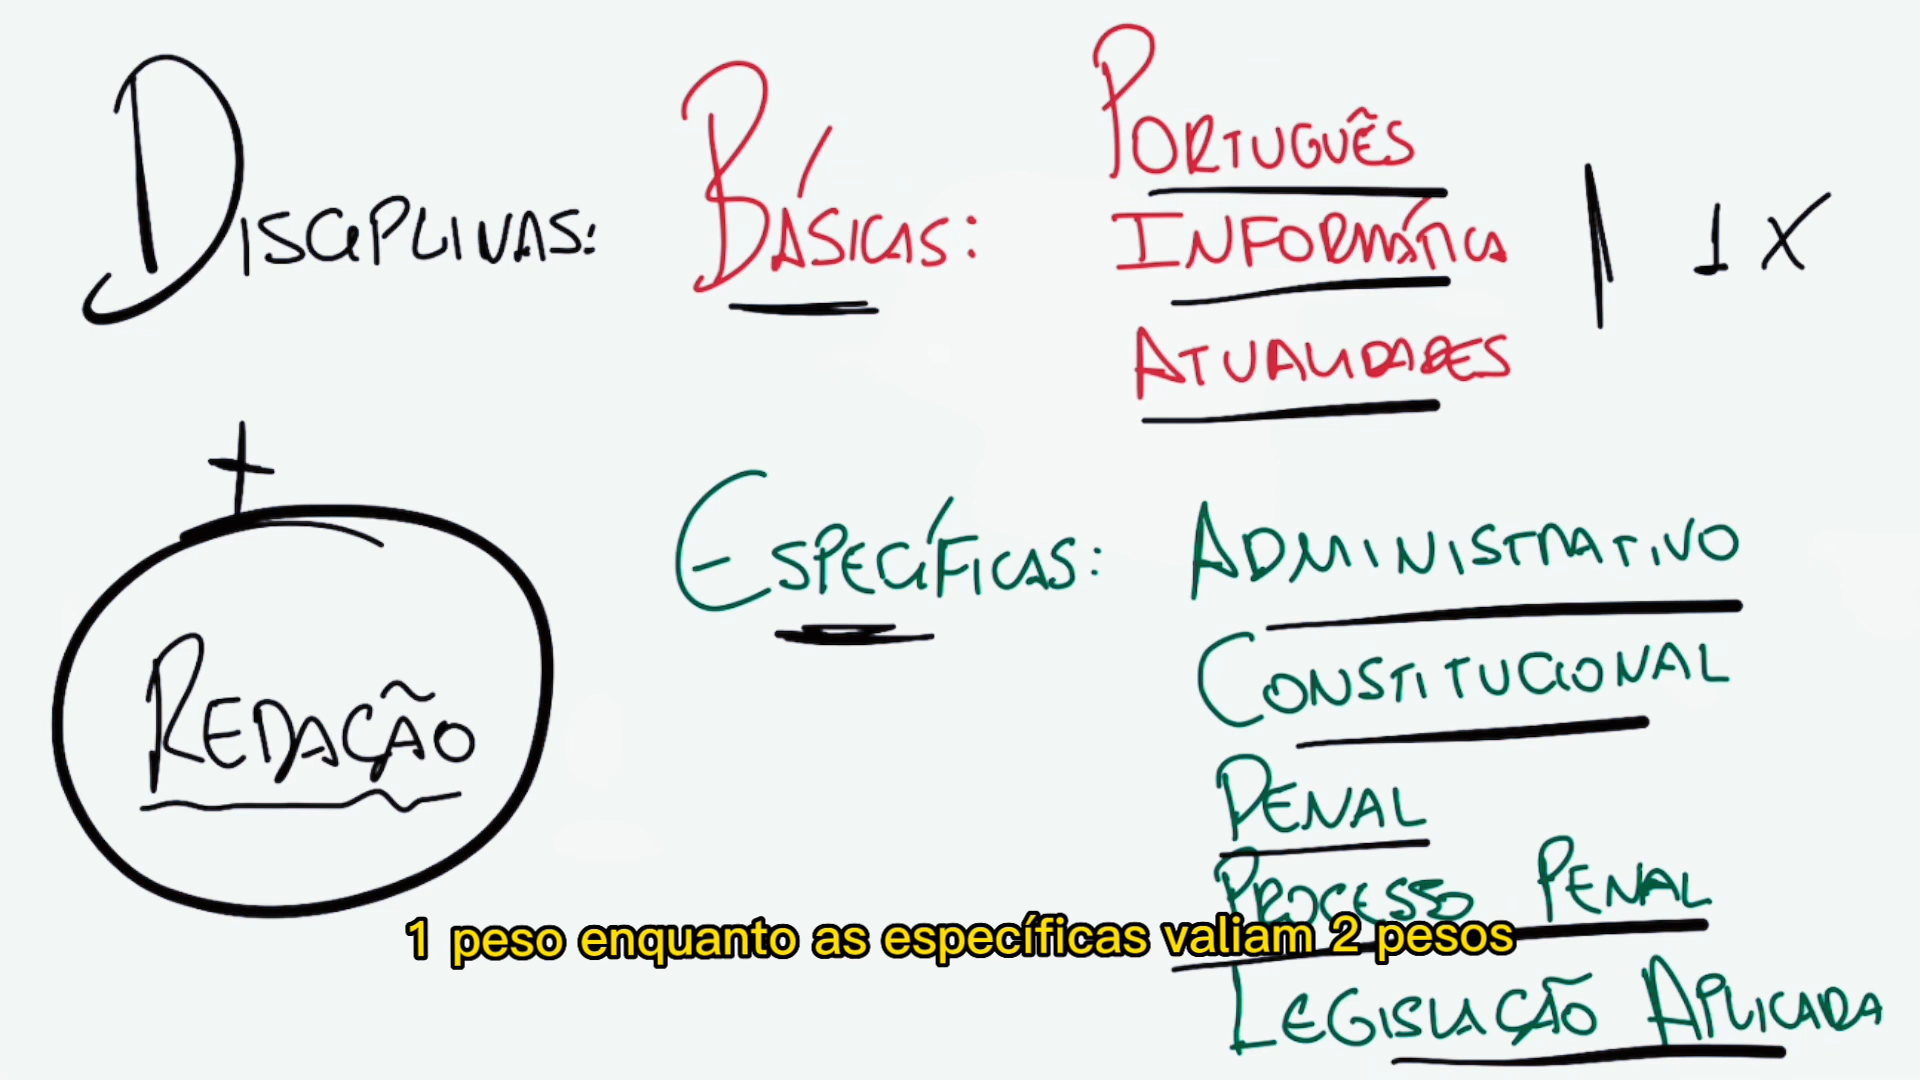 DISCIPLINAS:
BÁSICAS:
PORTUGUÊS
INFORMÁTICA
ATUALIDADES
1X
+
REDAÇÃO
ESPECÍFICAS:
ADMINISTRATIVO
CONSTITUCIONAL
PENAL
PROCESSO PENAL
LEGISLAÇÃO APLICADA
1 peso enquanto as específicas valiam 2 pesos